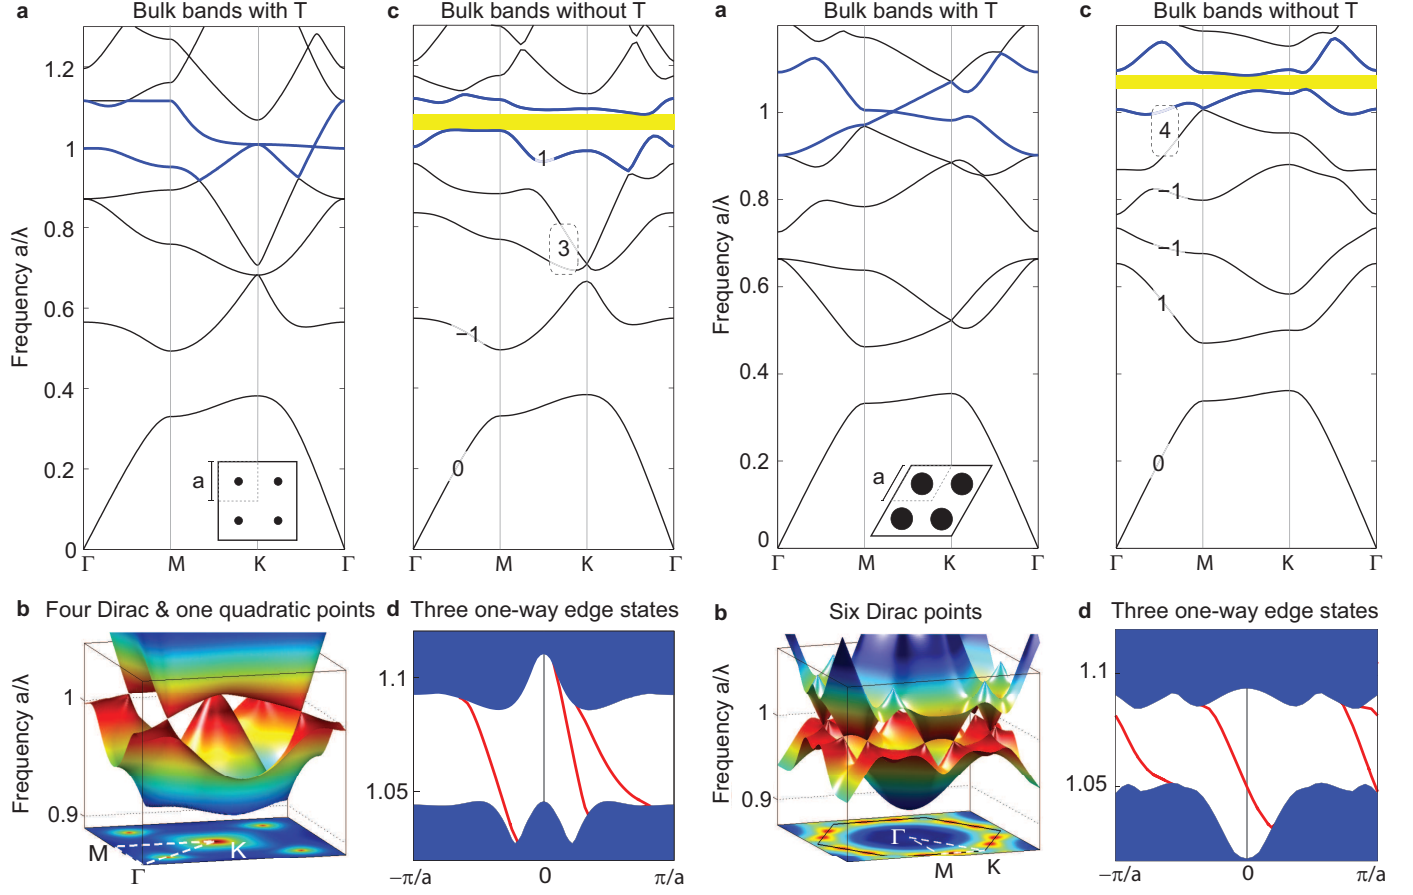 a Bulk bands with T
c Bulk bands without T
a Bulk bands with T
c Bulk bands without T
Frequency a/λ
1.2
1
0.8
0.6
0.4
0.2
0
a
Γ M K Γ
1
3
−1
0
Γ M K Γ
Frequency a/λ
1
0.8
0.6
0.4
0.2
0
a
Γ M K Γ
4
−1
−1
1
0
Γ M K Γ
b Four Dirac & one quadratic points
Frequency a/λ
1
0.9
M
K
Γ
d Three one-way edge states
1.1
1.05
−π/a 0 π/a
b Six Dirac points
Frequency a/λ
1
0.9
Γ
M K
d Three one-way edge states
1.1
1.05
−π/a 0 π/a